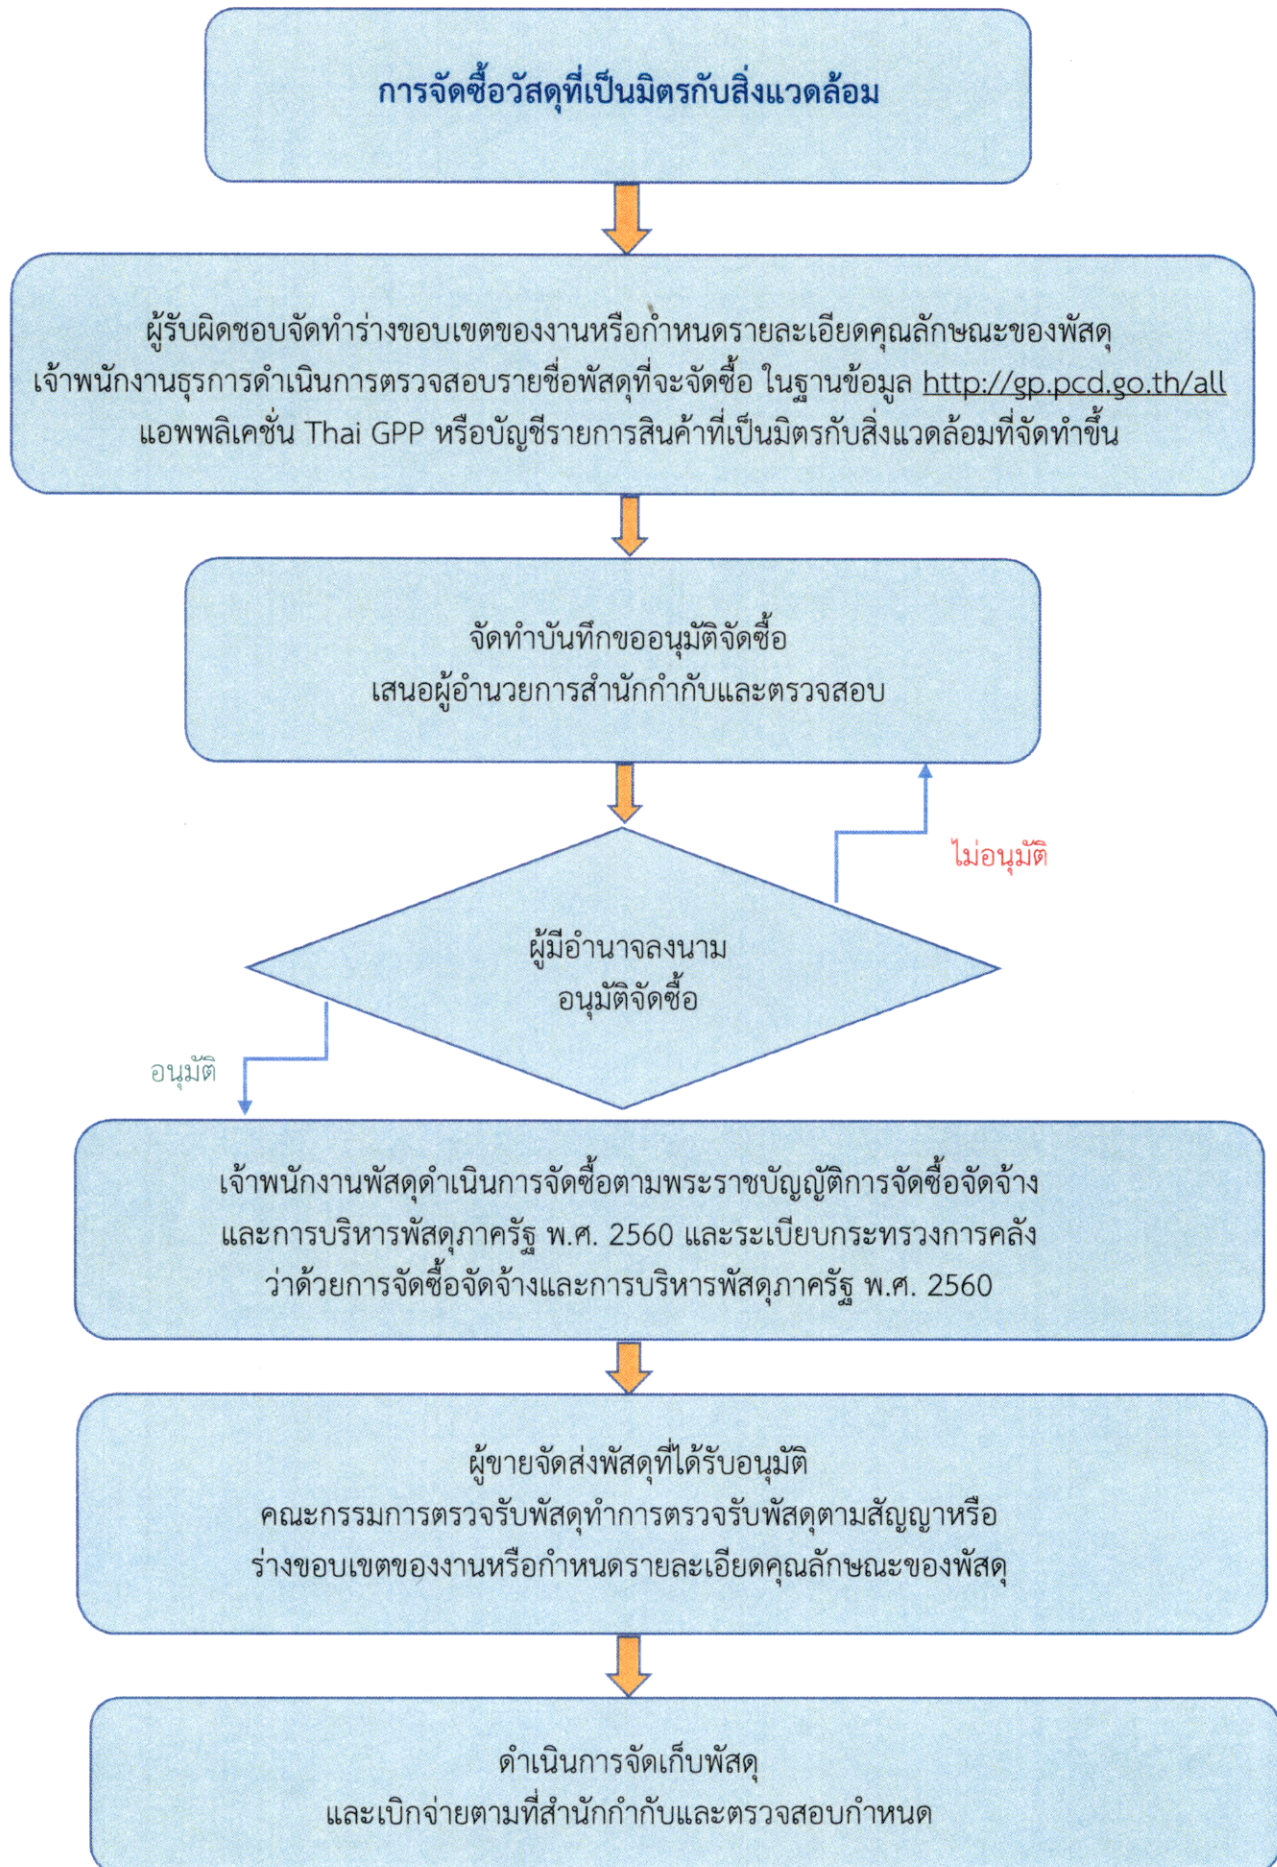 การจัดซื้อวัสดุที่เป็นมิตรกับสิ่งแวดล้อม
ผู้รับผิดชอบจัดทำร่างขอบเขตของงานหรือกำหนดรายละเอียดคุณลักษณะของพัสดุ
เจ้าพนักงานธุรการดำเนินการตรวจสอบรายชื่อพัสดุที่จะจัดซื้อ ในฐานข้อมูล http://gp.pcd.go.th/all
แอพพลิเคชั่น Thai GPP หรือบัญชีรายการสินค้าที่เป็นมิตรกับสิ่งแวดล้อมที่จัดทำขึ้น
จัดทำบันทึกขออนุมัติจัดซื้อ
เสนอผู้อำนวยการสำนักกำกับและตรวจสอบ
ไม่อนุมัติ
ผู้มีอำนาจลงนาม
อนุมัติจัดซื้อ
อนุมัติ
เจ้าพนักงานพัสดุดำเนินการจัดซื้อตามพระราชบัญญัติการจัดซื้อจัดจ้าง
และการบริหารพัสดุภาครัฐ พ.ศ. 2560 และระเบียบกระทรวงการคลัง
ว่าด้วยการจัดซื้อจัดจ้างและการบริหารพัสดุภาครัฐ พ.ศ. 2560
ผู้ขายจัดส่งพัสดุที่ได้รับอนุมัติ
คณะกรรมการตรวจรับพัสดุทำการตรวจรับพัสดุตามสัญญาหรือ
ร่างขอบเขตของงานหรือกำหนดรายละเอียดคุณลักษณะของพัสดุ
ดำเนินการจัดเก็บพัสดุ
และเบิกจ่ายตามที่สำนักกำกับและตรวจสอบกำหนด